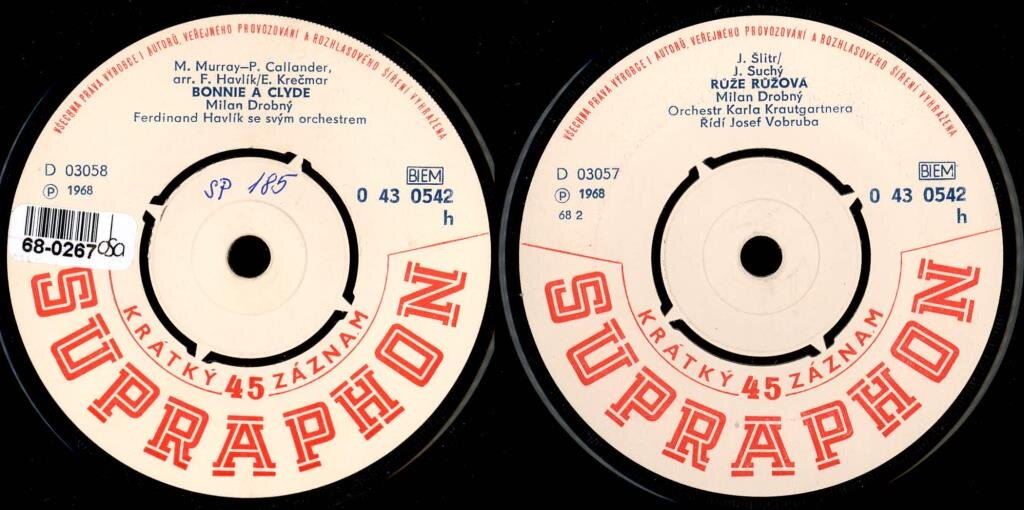 VŠECHNA PRÁVA VÝROBCE I AUTORŮ, VEŘEJNÉHO PROVOZOVÁNÍ A ROZHLASOVÉHO ŠÍŘENÍ VYHRAŽENA
M. Murray-P. Callander,
arr. F. Havlík/E. Krečmar
BONNIE A CLYDE
Milan Drobný
Ferdinand Havlík se svým orchestrem
D 03058
Ⓟ 1968
BIEM
0 43 0542
h
SP 185
68-0267
SUPRAPHON
KRÁTKÝ 45 ZÁZNAM
VŠECHNA PRÁVA VÝROBCE I AUTORŮ, VEŘEJNÉHO PROVOZOVÁNÍ A ROZHLASOVÉHO ŠÍŘENÍ VYHRAŽENA
J. Šlitr/
J. Suchý
RŮŽE RŮŽOVÁ
Milan Drobný
Orchestr Karla Krautgartnera
Řídí Josef Vobruba
D 03057
Ⓟ 1968
68 2
BIEM
0 43 0542
h
SUPRAPHON
KRÁTKÝ 45 ZÁZNAM